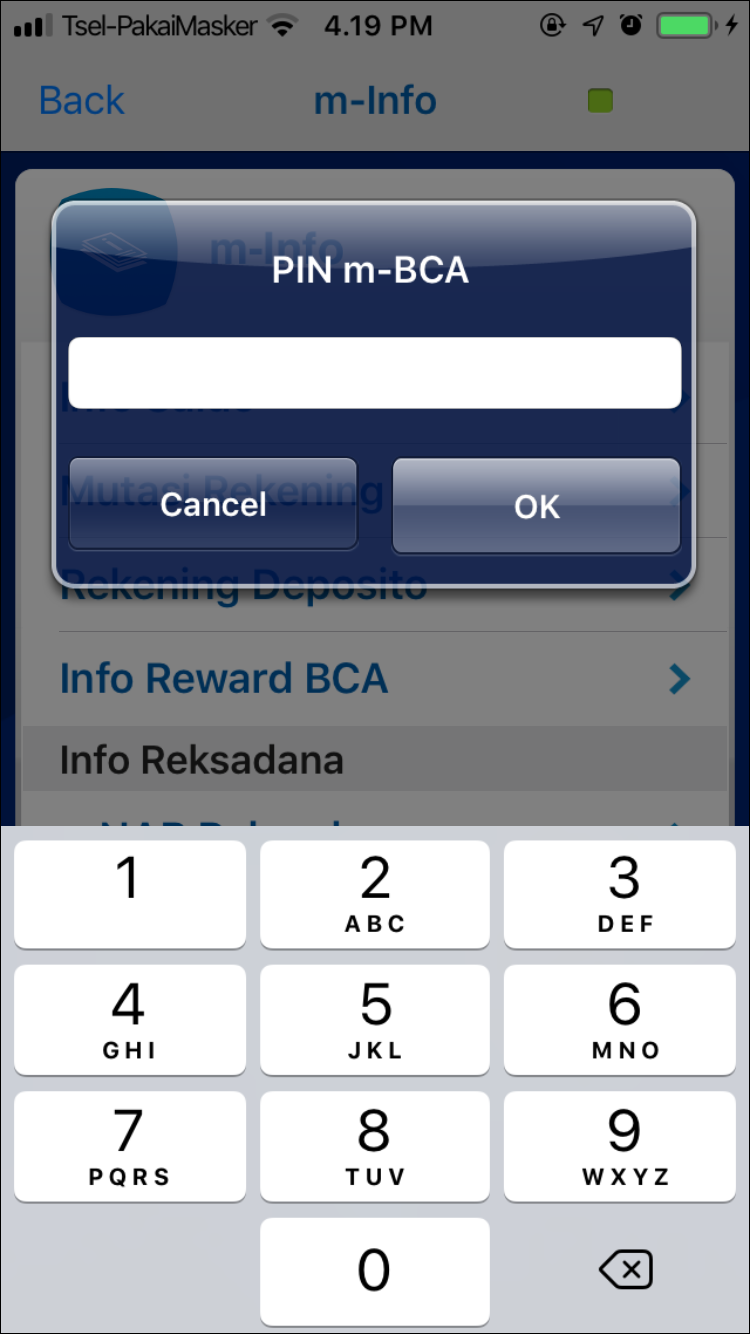 Tsel-PakaiMasker 4.19 PM
Back m-Info
m-Info
PIN m-BCA
Info Saldo
Mutasi Rekening
Cancel OK
Rekening Deposito
Info Reward BCA
Info Reksadana
1 2 3
ABC DEF
4 5 6
GHI JKL MNO
7 8 9
PQRS TUV WXYZ
0